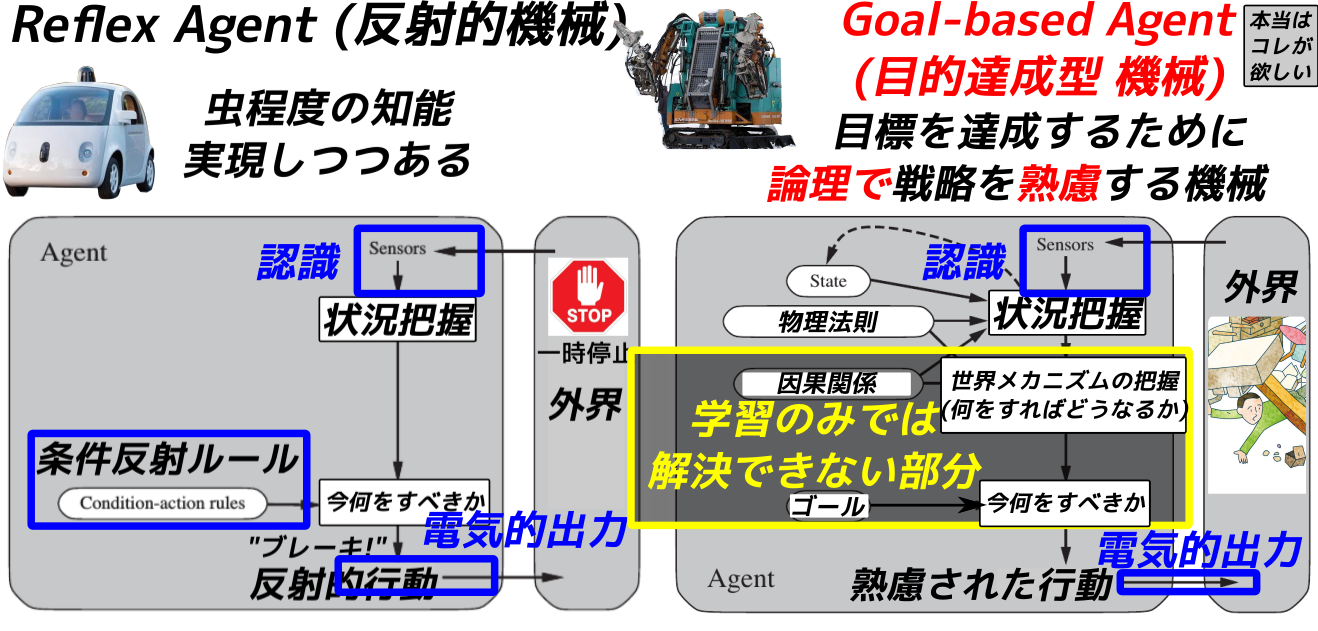 Reflex Agent (反射的機械)
虫程度の知能
実現しつつある
Agent
認識
Sensors
状況把握
STOP
一時停止
外界
条件反射ルール
Condition-action rules
今何をすべきか
電気的出力
"ブレーキ!"
反射的行動
Goal-based Agent
(目的達成型 機械)
本当は
コレが
欲しい
目標を達成するために
論理で戦略を熟慮する機械
認識
Sensors
State
状況把握
物理法則
外界
因果関係
世界メカニズムの把握
(何をすればどうなるか)
学習のみでは
解決できない部分
ゴール
今何をすべきか
電気的出力
Agent
熟慮された行動